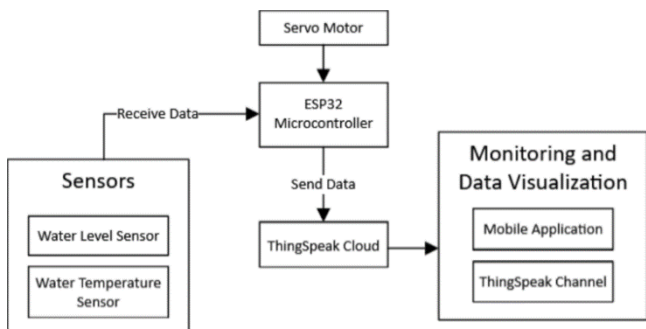 Servo Motor
ESP32
Microcontroller
Receive Data
Sensors
Water Level Sensor
Water Temperature
Sensor
Send Data
ThingSpeak Cloud
Monitoring and
Data Visualization
Mobile Application
ThingSpeak Channel